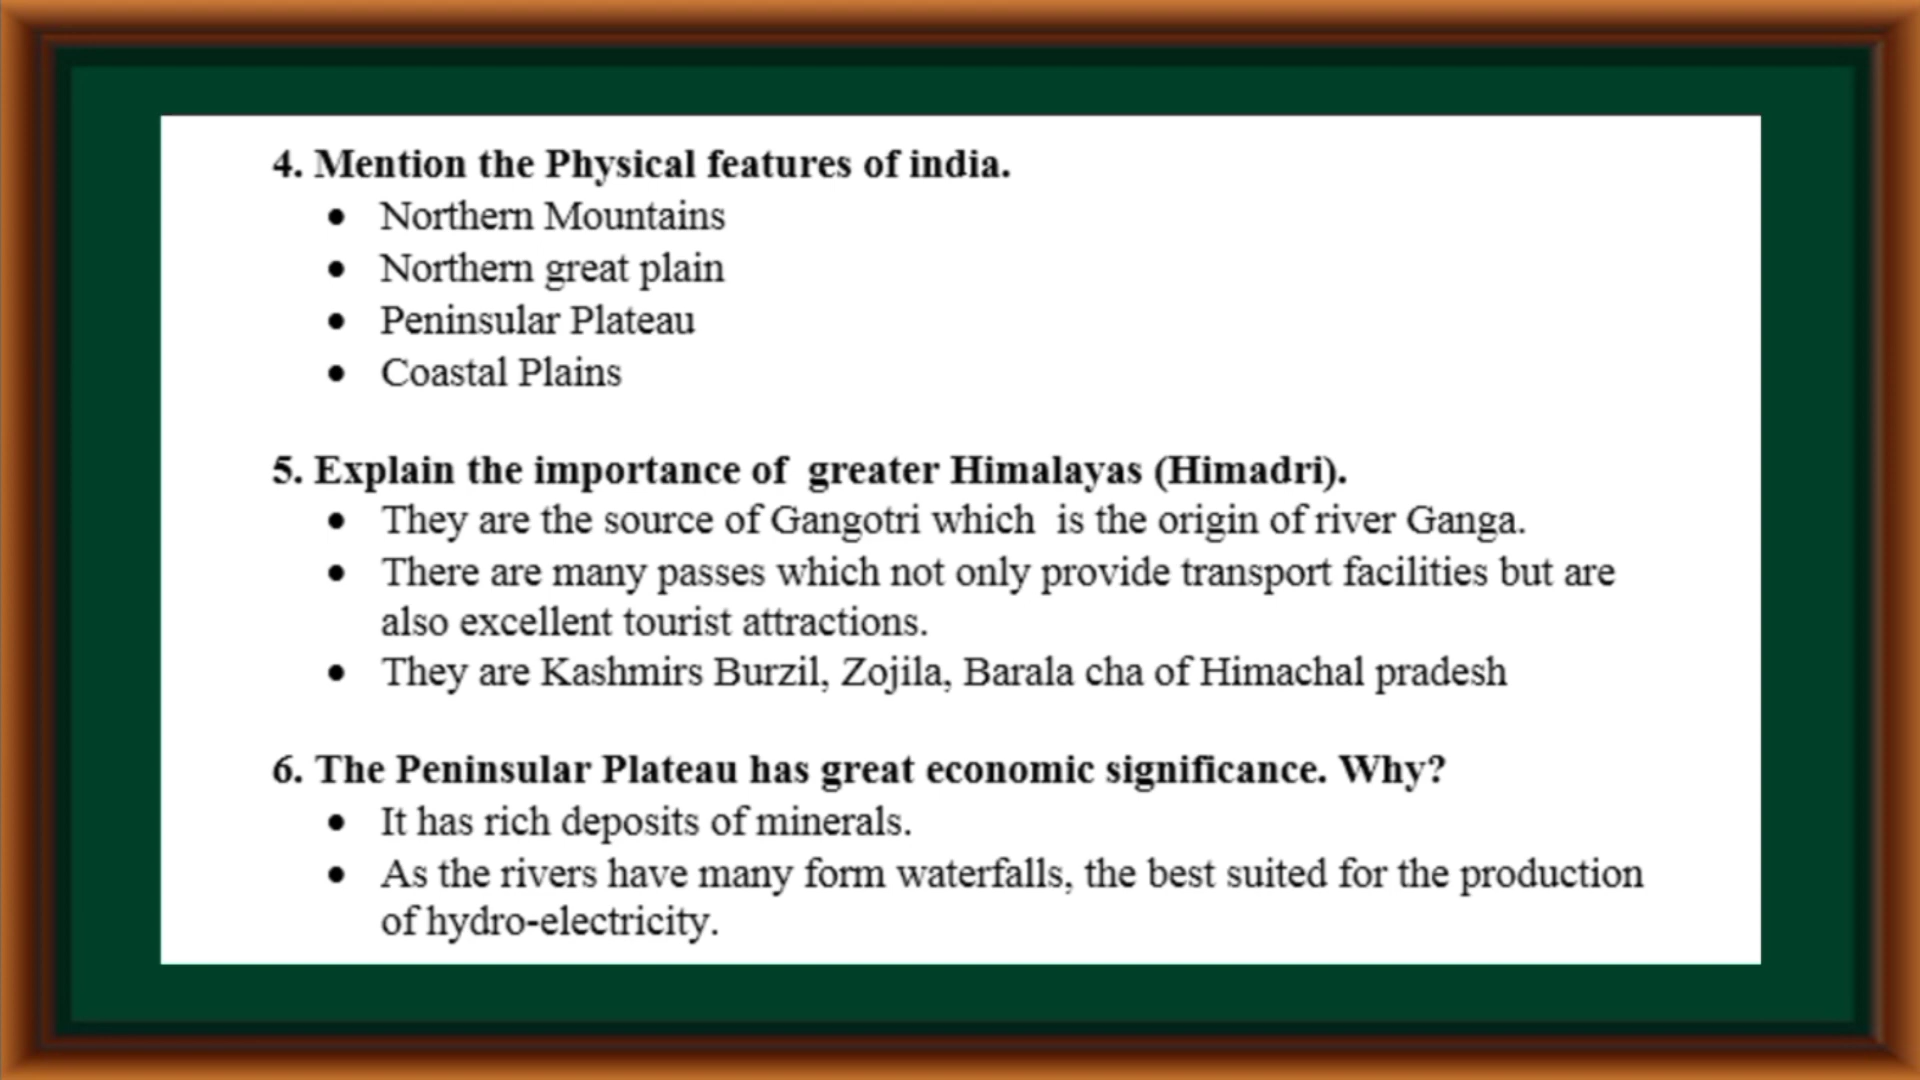 4. Mention the Physical features of india.
• Northern Mountains
• Northern great plain
• Peninsular Plateau
• Coastal Plains
5. Explain the importance of greater Himalayas (Himadri).
• They are the source of Gangotri which is the origin of river Ganga.
• There are many passes which not only provide transport facilities but are
also excellent tourist attractions.
• They are Kashmirs Burzil, Zojila, Barala cha of Himachal pradesh
6. The Peninsular Plateau has great economic significance. Why?
• It has rich deposits of minerals.
• As the rivers have many form waterfalls, the best suited for the production
of hydro-electricity.